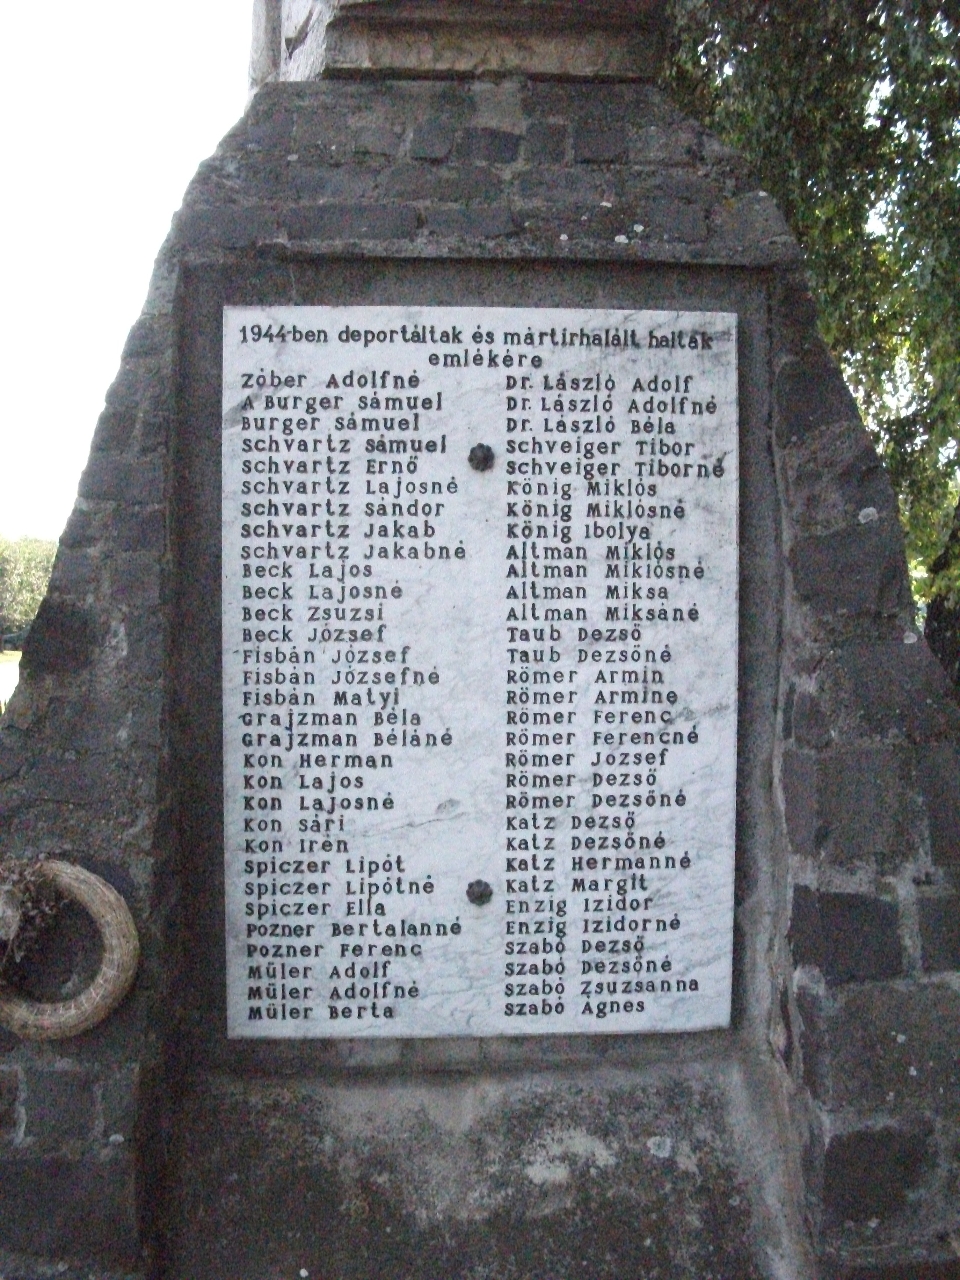 1944-ben deportálták és mártírhalált haltak
emlékére
Zóbry Adolfné
A Burger Sámuel
Burger Sámuel
Schvartz Sámuel
Schvartz Ernő
Schvartz Lajosné
Schvartz Sándor
Schvartz Jakab
Schvartz Jakabné
Beck Lajos
Beck Lajosné
Beck Zsuzsi
Beck József
Fisbán József
Fisbán Józsefné
Fisbán Matyi
Grajzman Béla
Grajzman Béláné
Kon Herman
Kon Lajos
Kon Lajosné
Kon Sári
Kon Irén
Spiczer Lipót
Spiczer Lipótné
Spiczer Ella
Pozner Bertalanné
Pozner Ferenc
Müler Adolf
Müler Adolfné
Müler Berta
Dr. László Adolf
Dr. László Adolfné
Dr. László Béla
Schveiger Tibor
Schveiger Tiborné
König Miklós
König Miklósné
König Ibolya
Altman Miklós
Altman Miklósné
Altman Miksa
Altman Miksáné
Taub Dezső
Taub Dezsőné
Römer Armin
Römer Arminné
Römer Ferenc
Römer Ferencné
Römer József
Römer Dezső
Römer Dezsőné
Katz Dezső
Katz Dezsőné
Katz Hermanné
Katz Margit
Enzig Izidor
Enzig Izidorné
Szabó Dezső
Szabó Dezsőné
Szabó Zsuzsanna
Szabó Ágnes